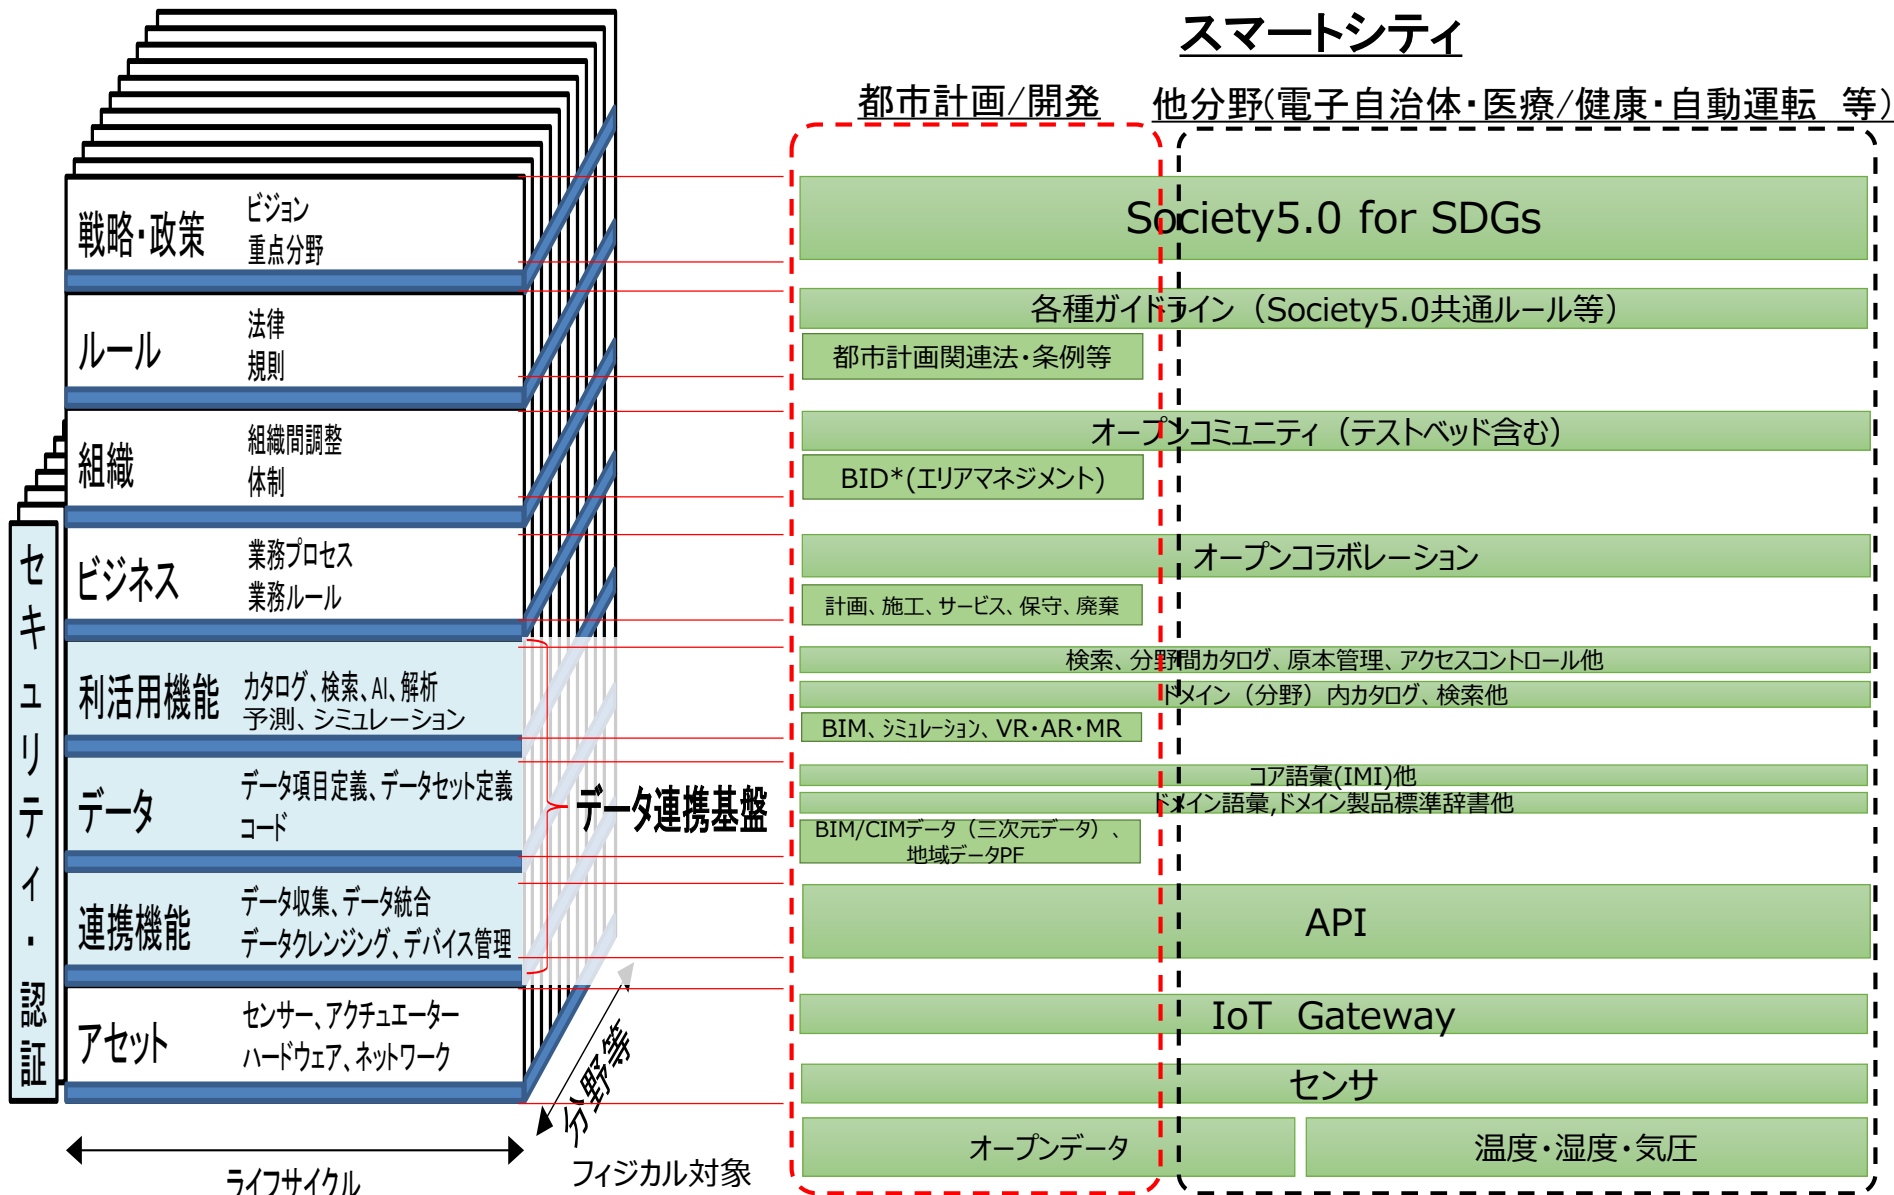 スマートシティ
都市計画/開発
他分野(電子自治体・医療/健康・自動運転　等)
戦略・政策
ビジョン
重点分野
ルール
法律
規則
組織
組織間調整
体制
ビジネス
業務プロセス
業務ルール
利活用機能
カタログ、検索、AI、解析
予測、シミュレーション
データ
データ項目定義、データセット定義
コード
連携機能
データ収集、データ統合
データクレンジング、デバイス管理
アセット
センサー、アクチュエーター
ハードウェア、ネットワーク
セキュリティ・認証
データ連携基盤
分野等
ライフサイクル
フィジカル対象
Society5.0 for SDGs
各種ガイドライン（Society5.0共通ルール等）
都市計画関連法・条例等
オープンコミュニティ（テストベッド含む）
BID*(エリアマネジメント)
オープンコラボレーション
計画、施工、サービス、保守、廃棄
検索、分野間カタログ、原本管理、アクセスコントロール他
ドメイン（分野）内カタログ、検索他
BIM、シミュレーション、VR・AR・MR
コア語彙(IMI)他
ドメイン語彙,ドメイン製品標準辞書他
BIM/CIMデータ（三次元データ）、
地域データPF
API
IoT Gateway
センサ
オープンデータ
温度・湿度・気圧